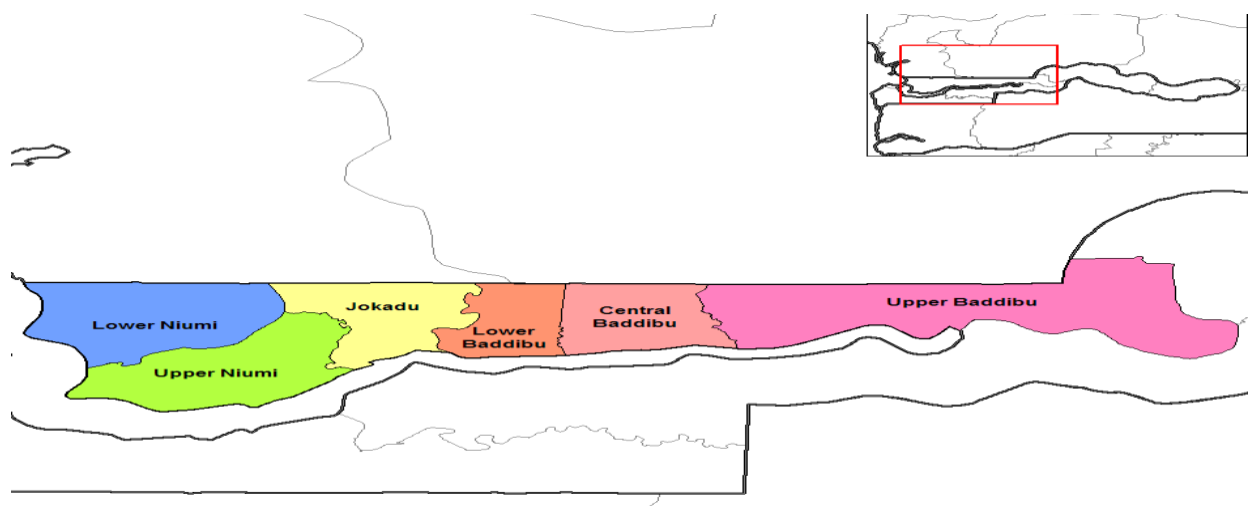 Lower Niumi
Upper Niumi
Jokadu
Lower
Baddibu
Central
Baddibu
Upper Baddibu